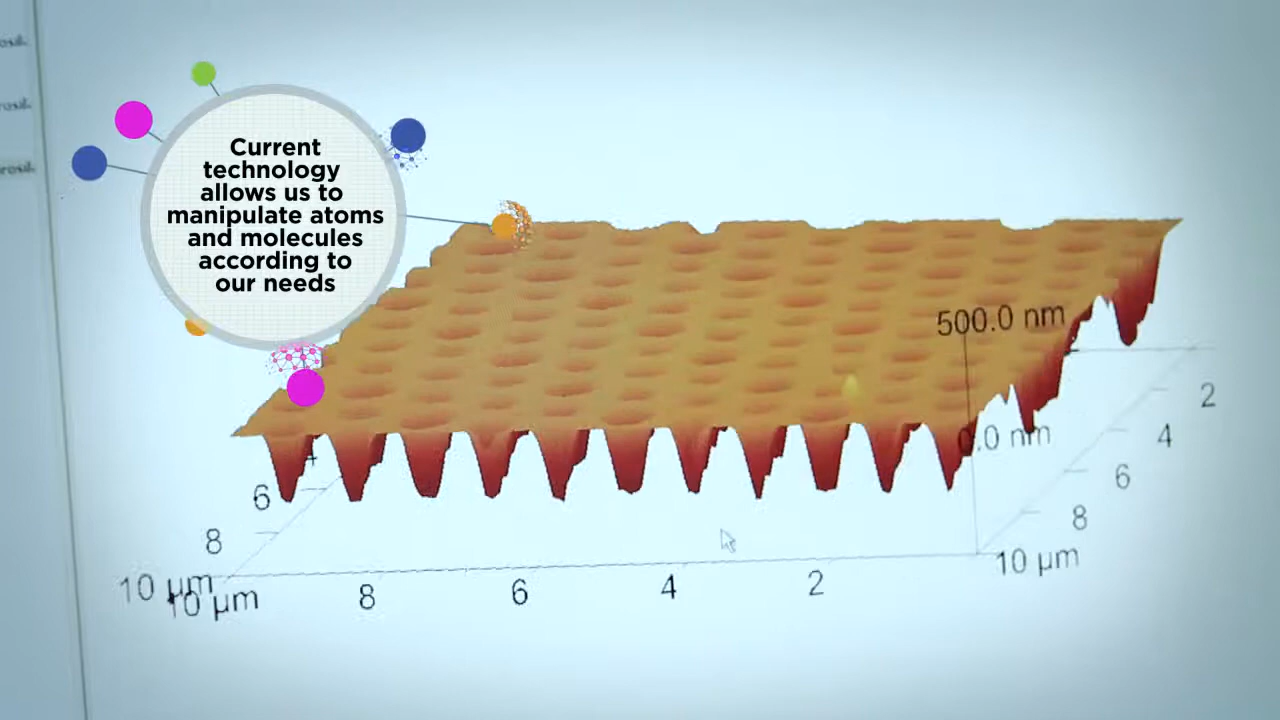 Current
technology
allows us to
manipulate atoms
and molecules
according to
our needs
500.0 nm
0.0 nm
2
4
6
8
10 µm
4
6
8
10 µm
10 µm
8
6
4
2